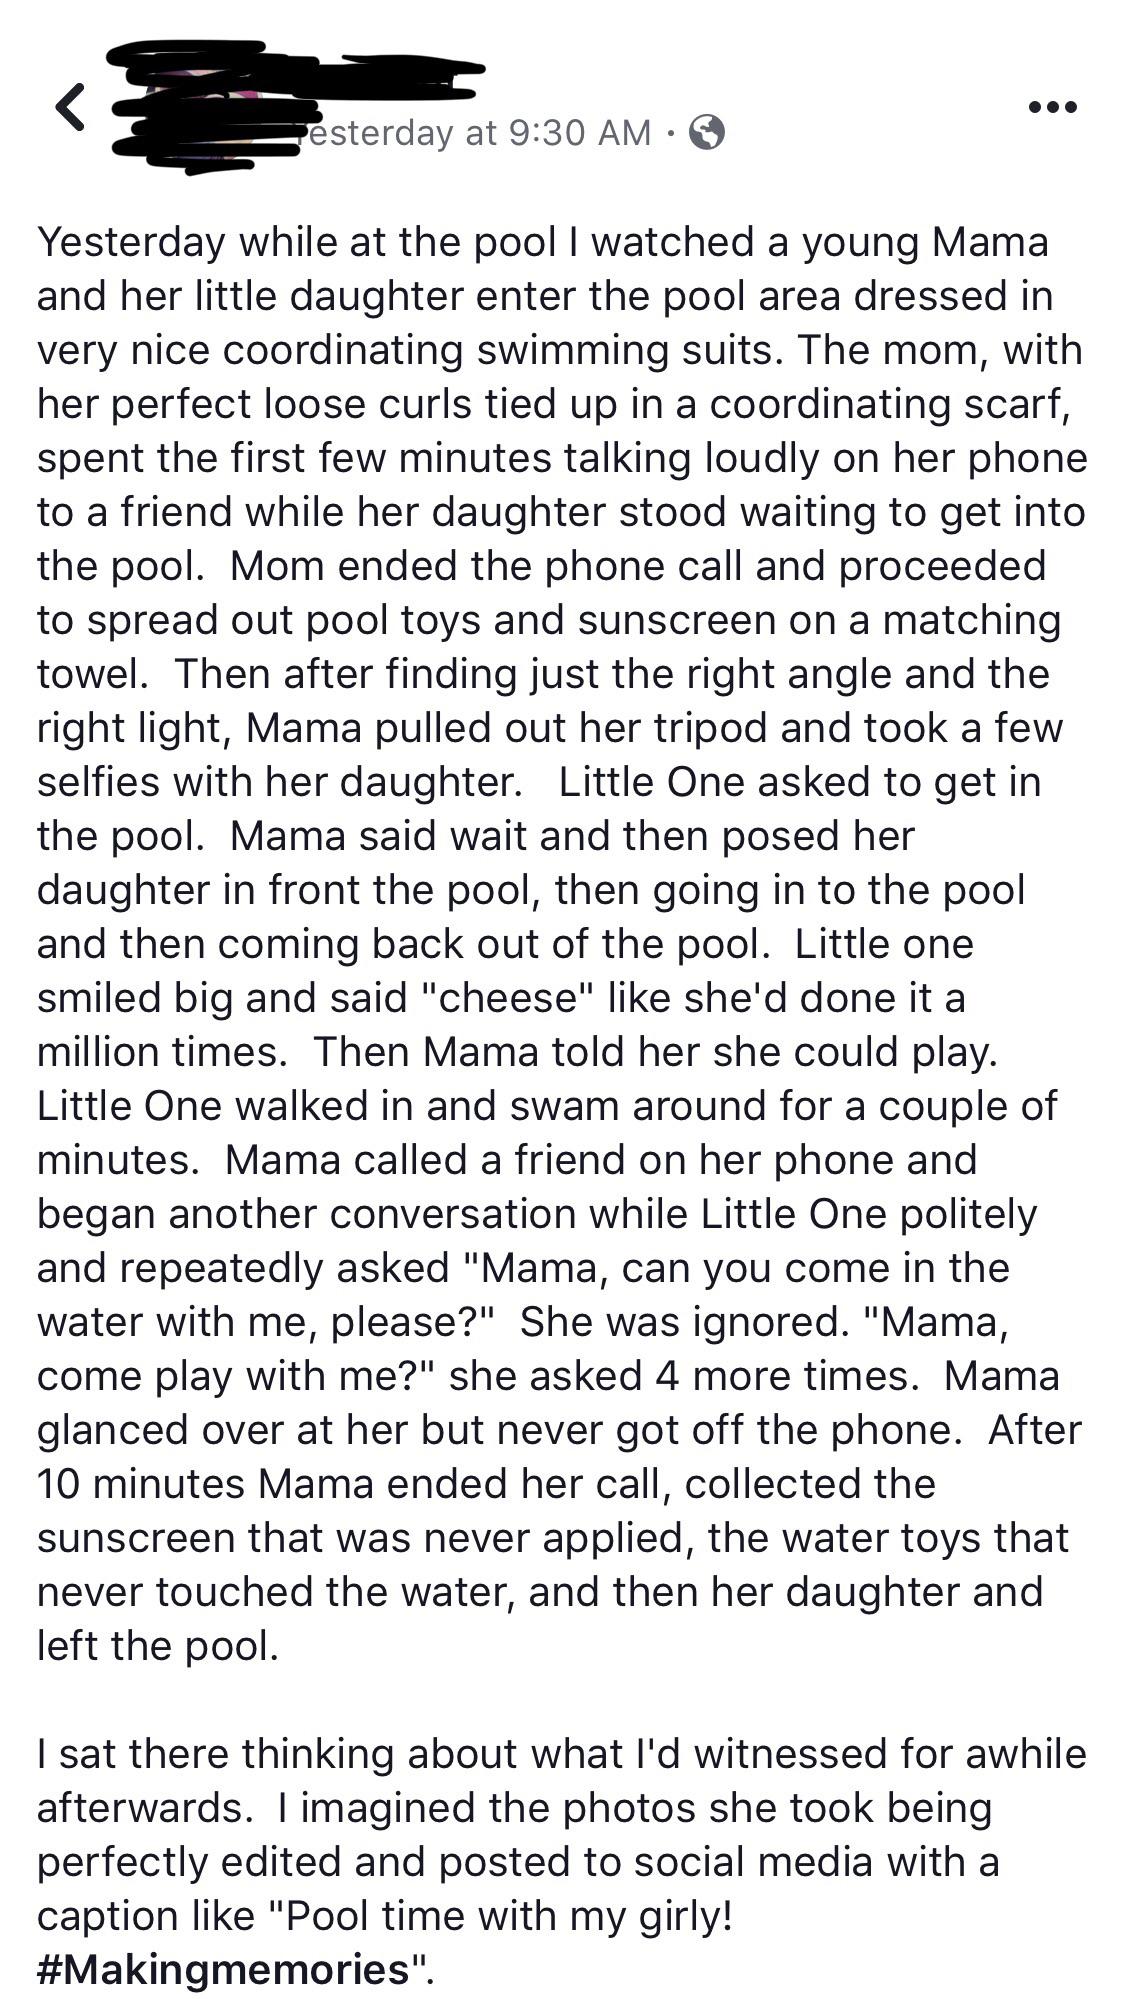 esterday at 9:30 AM ·
Yesterday while at the pool I watched a young Mama
and her little daughter enter the pool area dressed in
very nice coordinating swimming suits. The mom, with
her perfect loose curls tied up in a coordinating scarf,
spent the first few minutes talking loudly on her phone
to a friend while her daughter stood waiting to get into
the pool.  Mom ended the phone call and proceeded
to spread out pool toys and sunscreen on a matching
towel.  Then after finding just the right angle and the
right light, Mama pulled out her tripod and took a few
selfies with her daughter.   Little One asked to get in
the pool.  Mama said wait and then posed her
daughter in front the pool, then going in to the pool
and then coming back out of the pool.  Little one
smiled big and said "cheese" like she'd done it a
million times.  Then Mama told her she could play.
Little One walked in and swam around for a couple of
minutes.  Mama called a friend on her phone and
began another conversation while Little One politely
and repeatedly asked "Mama, can you come in the
water with me, please?"  She was ignored. "Mama,
come play with me?" she asked 4 more times.  Mama
glanced over at her but never got off the phone.  After
10 minutes Mama ended her call, collected the
sunscreen that was never applied, the water toys that
never touched the water, and then her daughter and
left the pool.
I sat there thinking about what I'd witnessed for awhile
afterwards.  I imagined the photos she took being
perfectly edited and posted to social media with a
caption like "Pool time with my girly!
#Makingmemories".